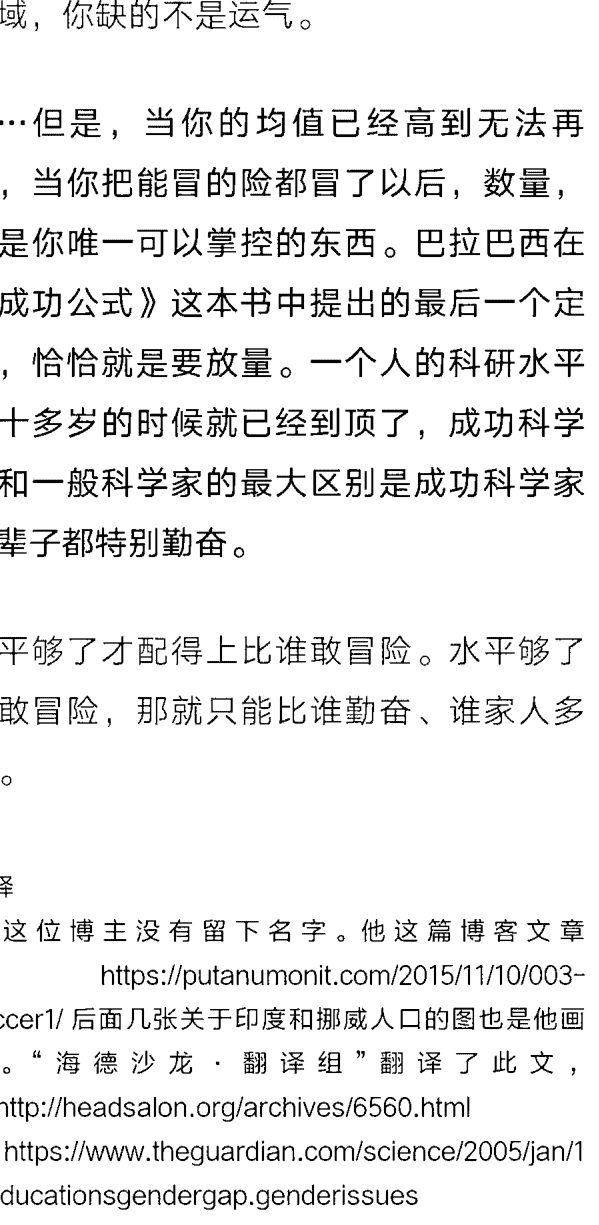 域，你缺的不是运气。
…但是，当你的均值已经高到无法再
，当你把能冒的险都冒了以后，数量，
是你唯一可以掌控的东西。巴拉巴西在
成功公式》这本书中提出的最后一个定
，恰恰就是要放量。一个人的科研水平
十多岁的时候就已经到顶了，成功科学
和一般科学家的最大区别是成功科学家
辈子都特别勤奋。
平够了才配得上比谁敢冒险。水平够了
敢冒险，那就只能比谁勤奋、谁家人多
。
释
这位博主没有留下名字。他这篇博客文章
https://putanumonit.com/2015/11/10/003-
ccer1/ 后面几张关于印度和挪威人口的图也是他画
。“海德沙龙·翻译组”翻译了此文，
http://headsalon.org/archives/6560.html
https://www.theguardian.com/science/2005/jan/1
ducationsgendergap.genderissues